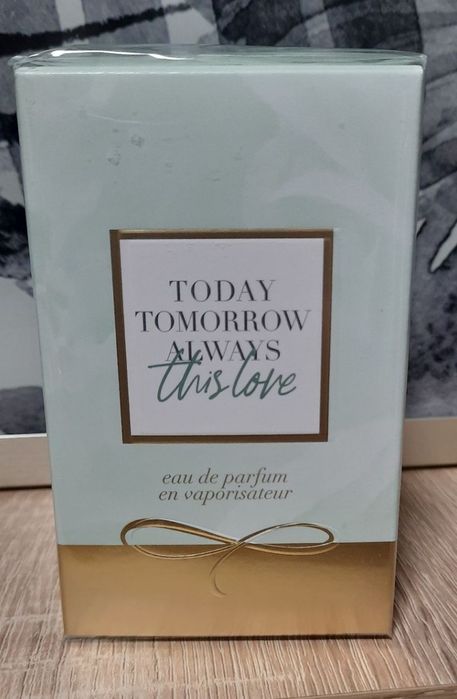 TODAY
TOMORROW
ALWAYS
this love
eau de parfum
en vaporisateur